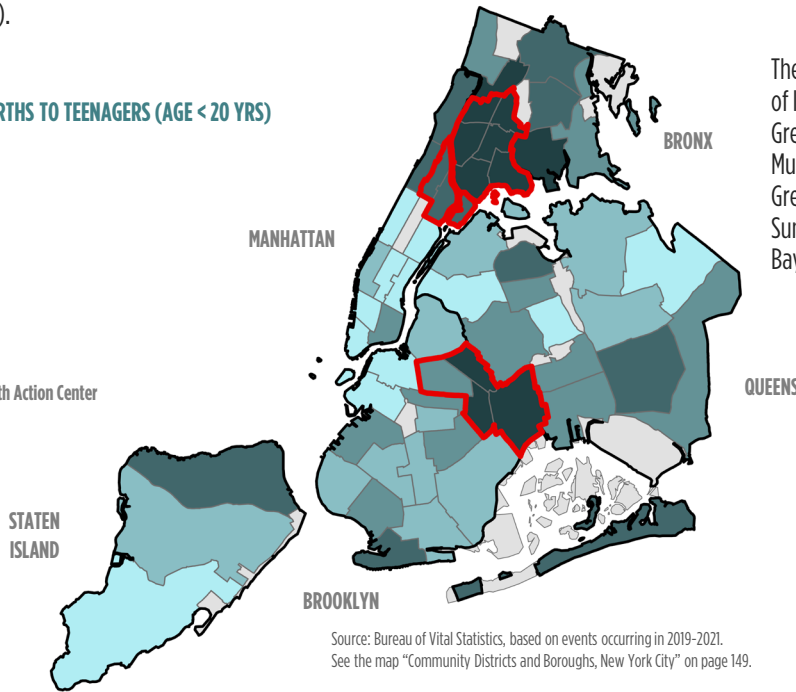 ).
RTHS TO TEENAGERS (AGE < 20 YRS)
The
of
Gre
Mu
Gre
Sur
Bay
BRONX
MANHATTAN
th Action Center
QUEENS
STATEN
ISLAND
BROOKLYN
Source: Bureau of Vital Statistics, based on events occurring in 2019-2021.
See the map “Community Districts and Boroughs, New York City” on page 149.